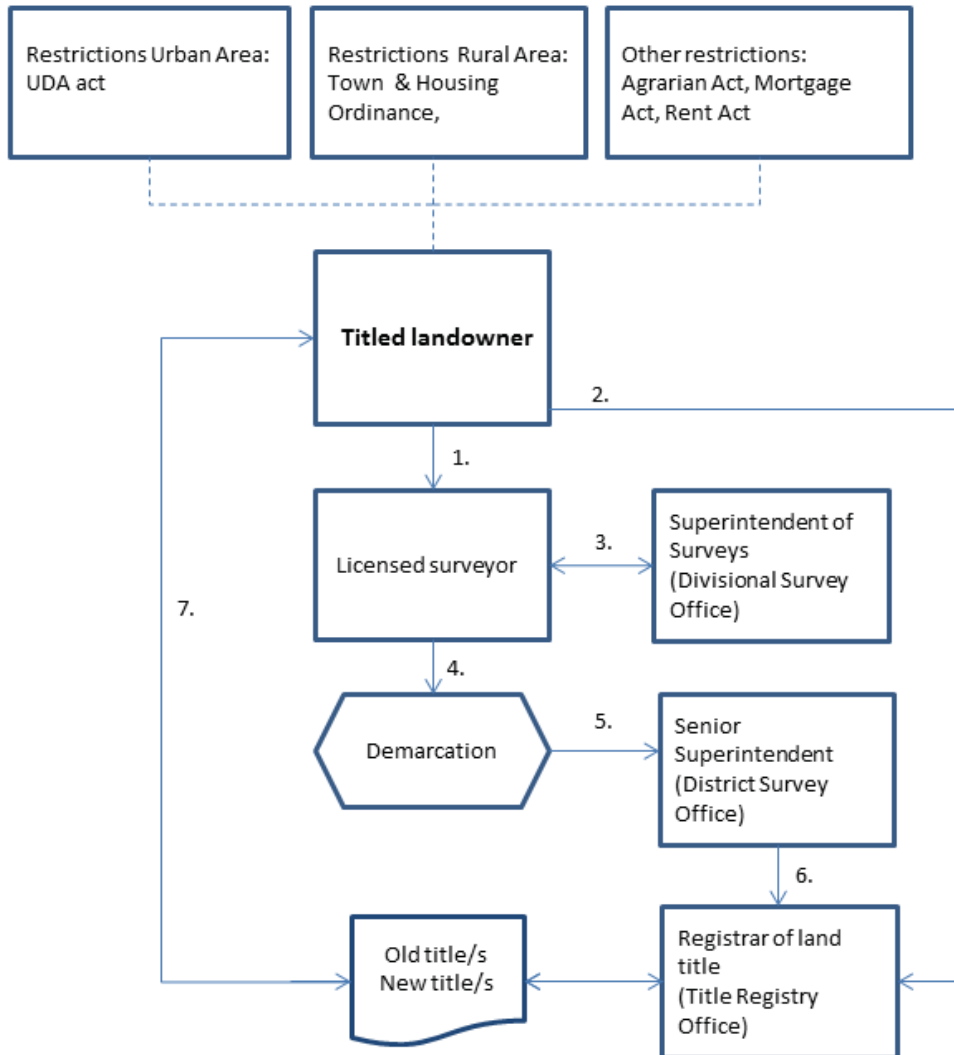 Restrictions Urban Area:
UDA act
Restrictions Rural Area:
Town & Housing
Ordinance,
Other restrictions:
Agrarian Act, Mortgage
Act, Rent Act
Titled landowner
2.
1.
Licensed surveyor
3.
Superintendent of
Surveys
(Divisional Survey
Office)
7.
4.
Demarcation
5.
Senior
Superintendent
(District Survey
Office)
6.
Old title/s
New title/s
Registrar of land
title
(Title Registry
Office)